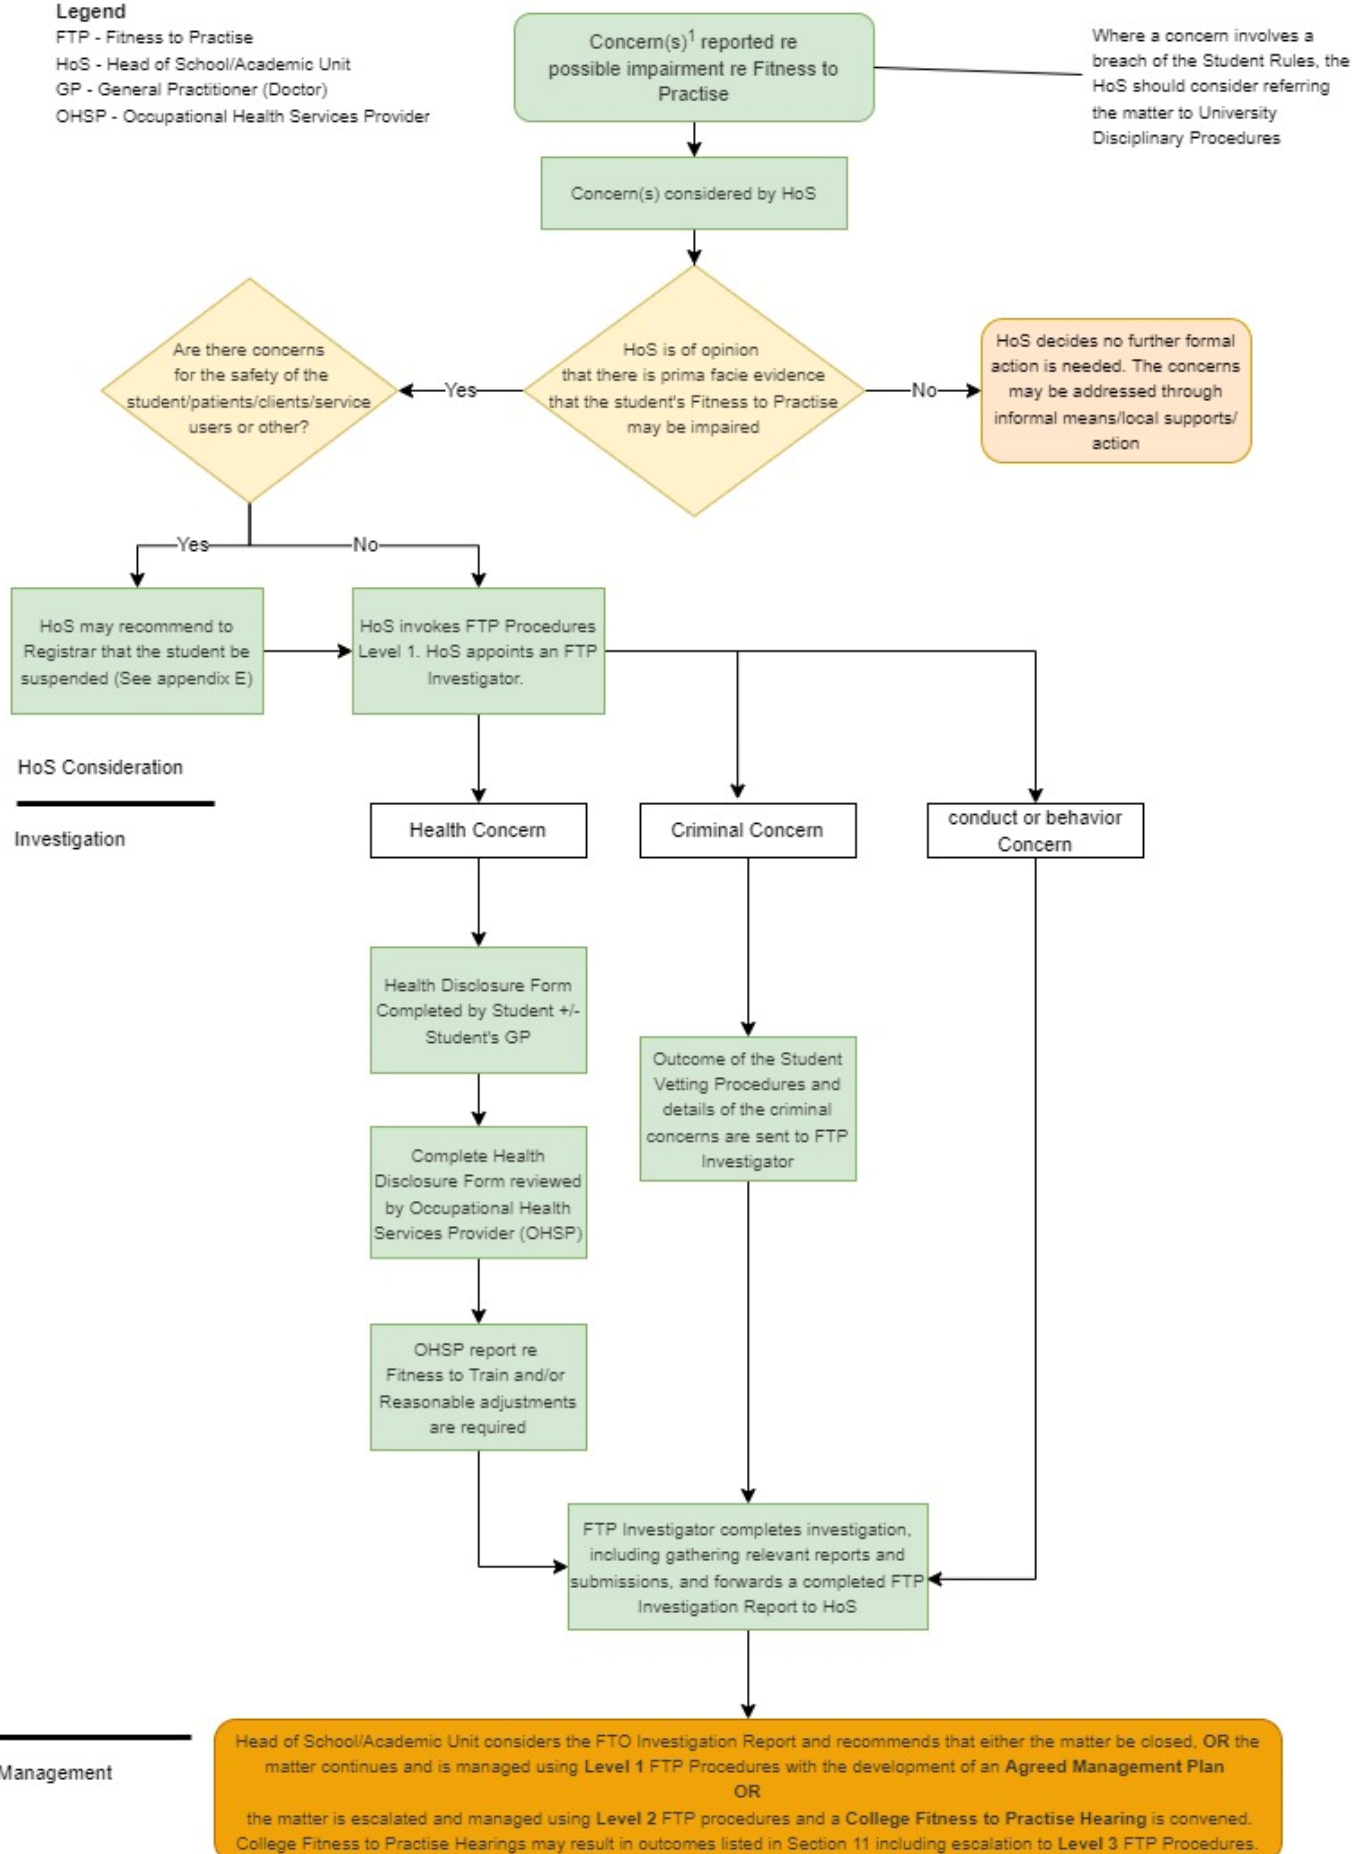 Legend
FTP - Fitness to Practise
HoS - Head of School/Academic Unit
GP - General Practitioner (Doctor)
OHSP - Occupational Health Services Provider
Concern(s)1 reported re
possible impairment re Fitness to
Practise
Where a concern involves a
breach of the Student Rules, the
HoS should consider referring
the matter to University
Disciplinary Procedures
Concern(s) considered by HoS
Are there concerns
for the safety of the
student/patients/clients/service
users or other?
Yes
HoS is of opinion
that there is prima facie evidence
that the student's Fitness to Practise
may be impaired
No
HoS decides no further formal
action is needed. The concerns
may be addressed through
informal means/local supports/
action
Yes
No
HoS may recommend to
Registrar that the student be
suspended (See appendix E)
HoS invokes FTP Procedures
Level 1. HoS appoints an FTP
Investigator.
HoS Consideration
Investigation
Health Concern
Criminal Concern
conduct or behavior
Concern
Health Disclosure Form
Completed by Student +/-
Student's GP
Outcome of the Student
Vetting Procedures and
details of the criminal
concerns are sent to FTP
Investigator
Complete Health
Disclosure Form reviewed
by Occupational Health
Services Provider (OHSP)
OHSP report re
Fitness to Train and/or
Reasonable adjustments
are required
FTP Investigator completes investigation,
including gathering relevant reports and
submissions, and forwards a completed FTP
Investigation Report to HoS
Management
Head of School/Academic Unit considers the FTO Investigation Report and recommends that either the matter be closed, OR the
matter continues and is managed using Level 1 FTP Procedures with the development of an Agreed Management Plan
OR
the matter is escalated and managed using Level 2 FTP procedures and a College Fitness to Practise Hearing is convened.
College Fitness to Practise Hearings may result in outcomes listed in Section 11 including escalation to Level 3 FTP Procedures.